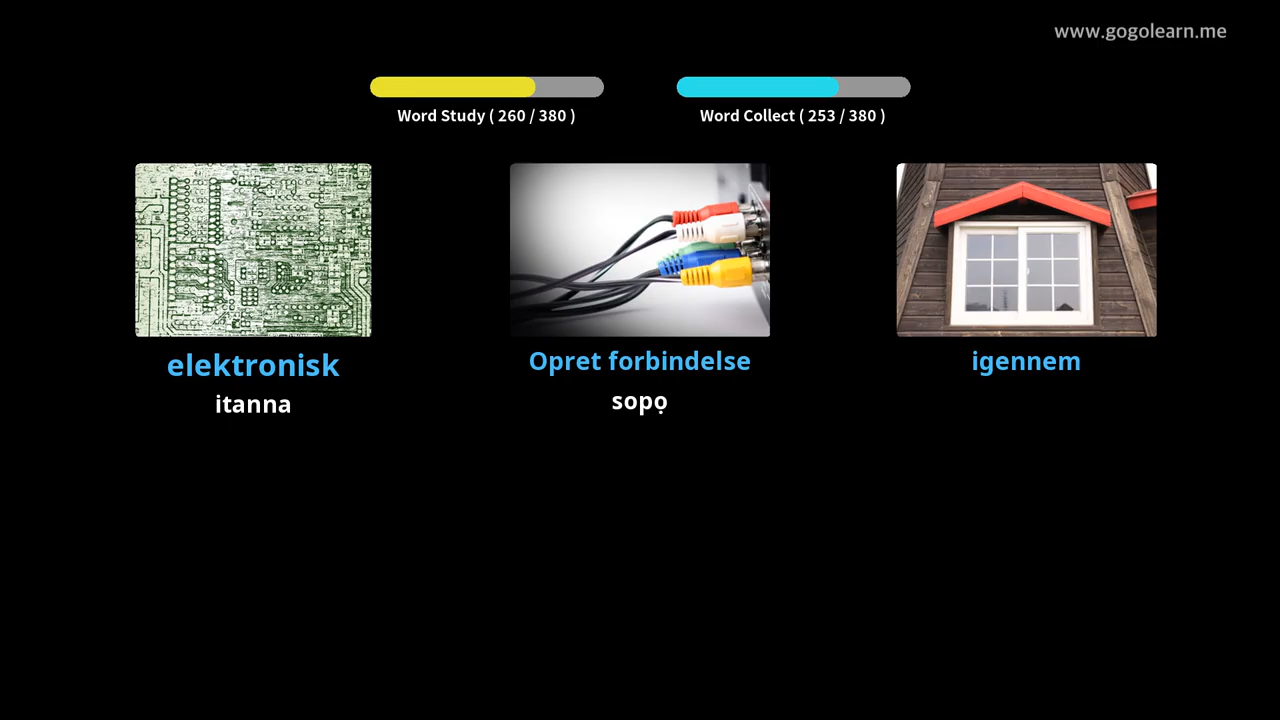 www.gogolearn.me
Word Study ( 260 / 380 )
Word Collect ( 253 / 380 )
elektronisk
itanna
Opret forbindelse
sopọ
igennem